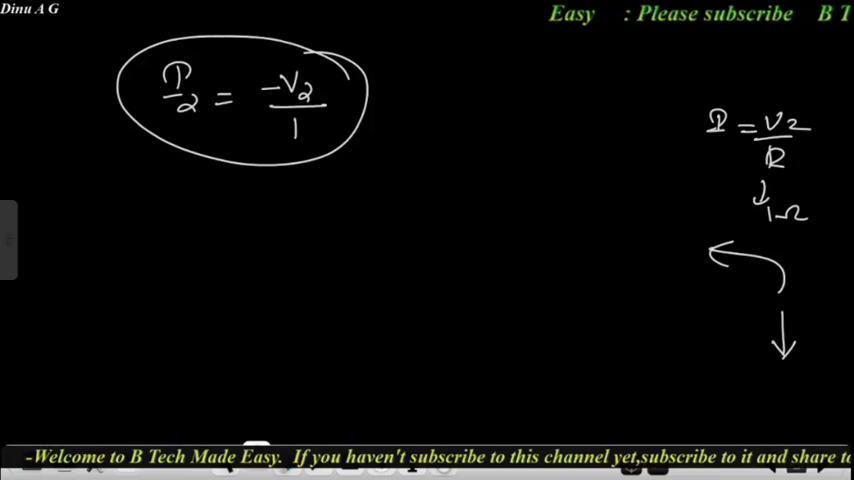 Dinu A G
Easy : Please subscribe B T
I2 = -V2/1
I = V2/R
1Ω
-Welcome to B Tech Made Easy. If you haven't subscribe to this channel yet,subscribe to it and share to